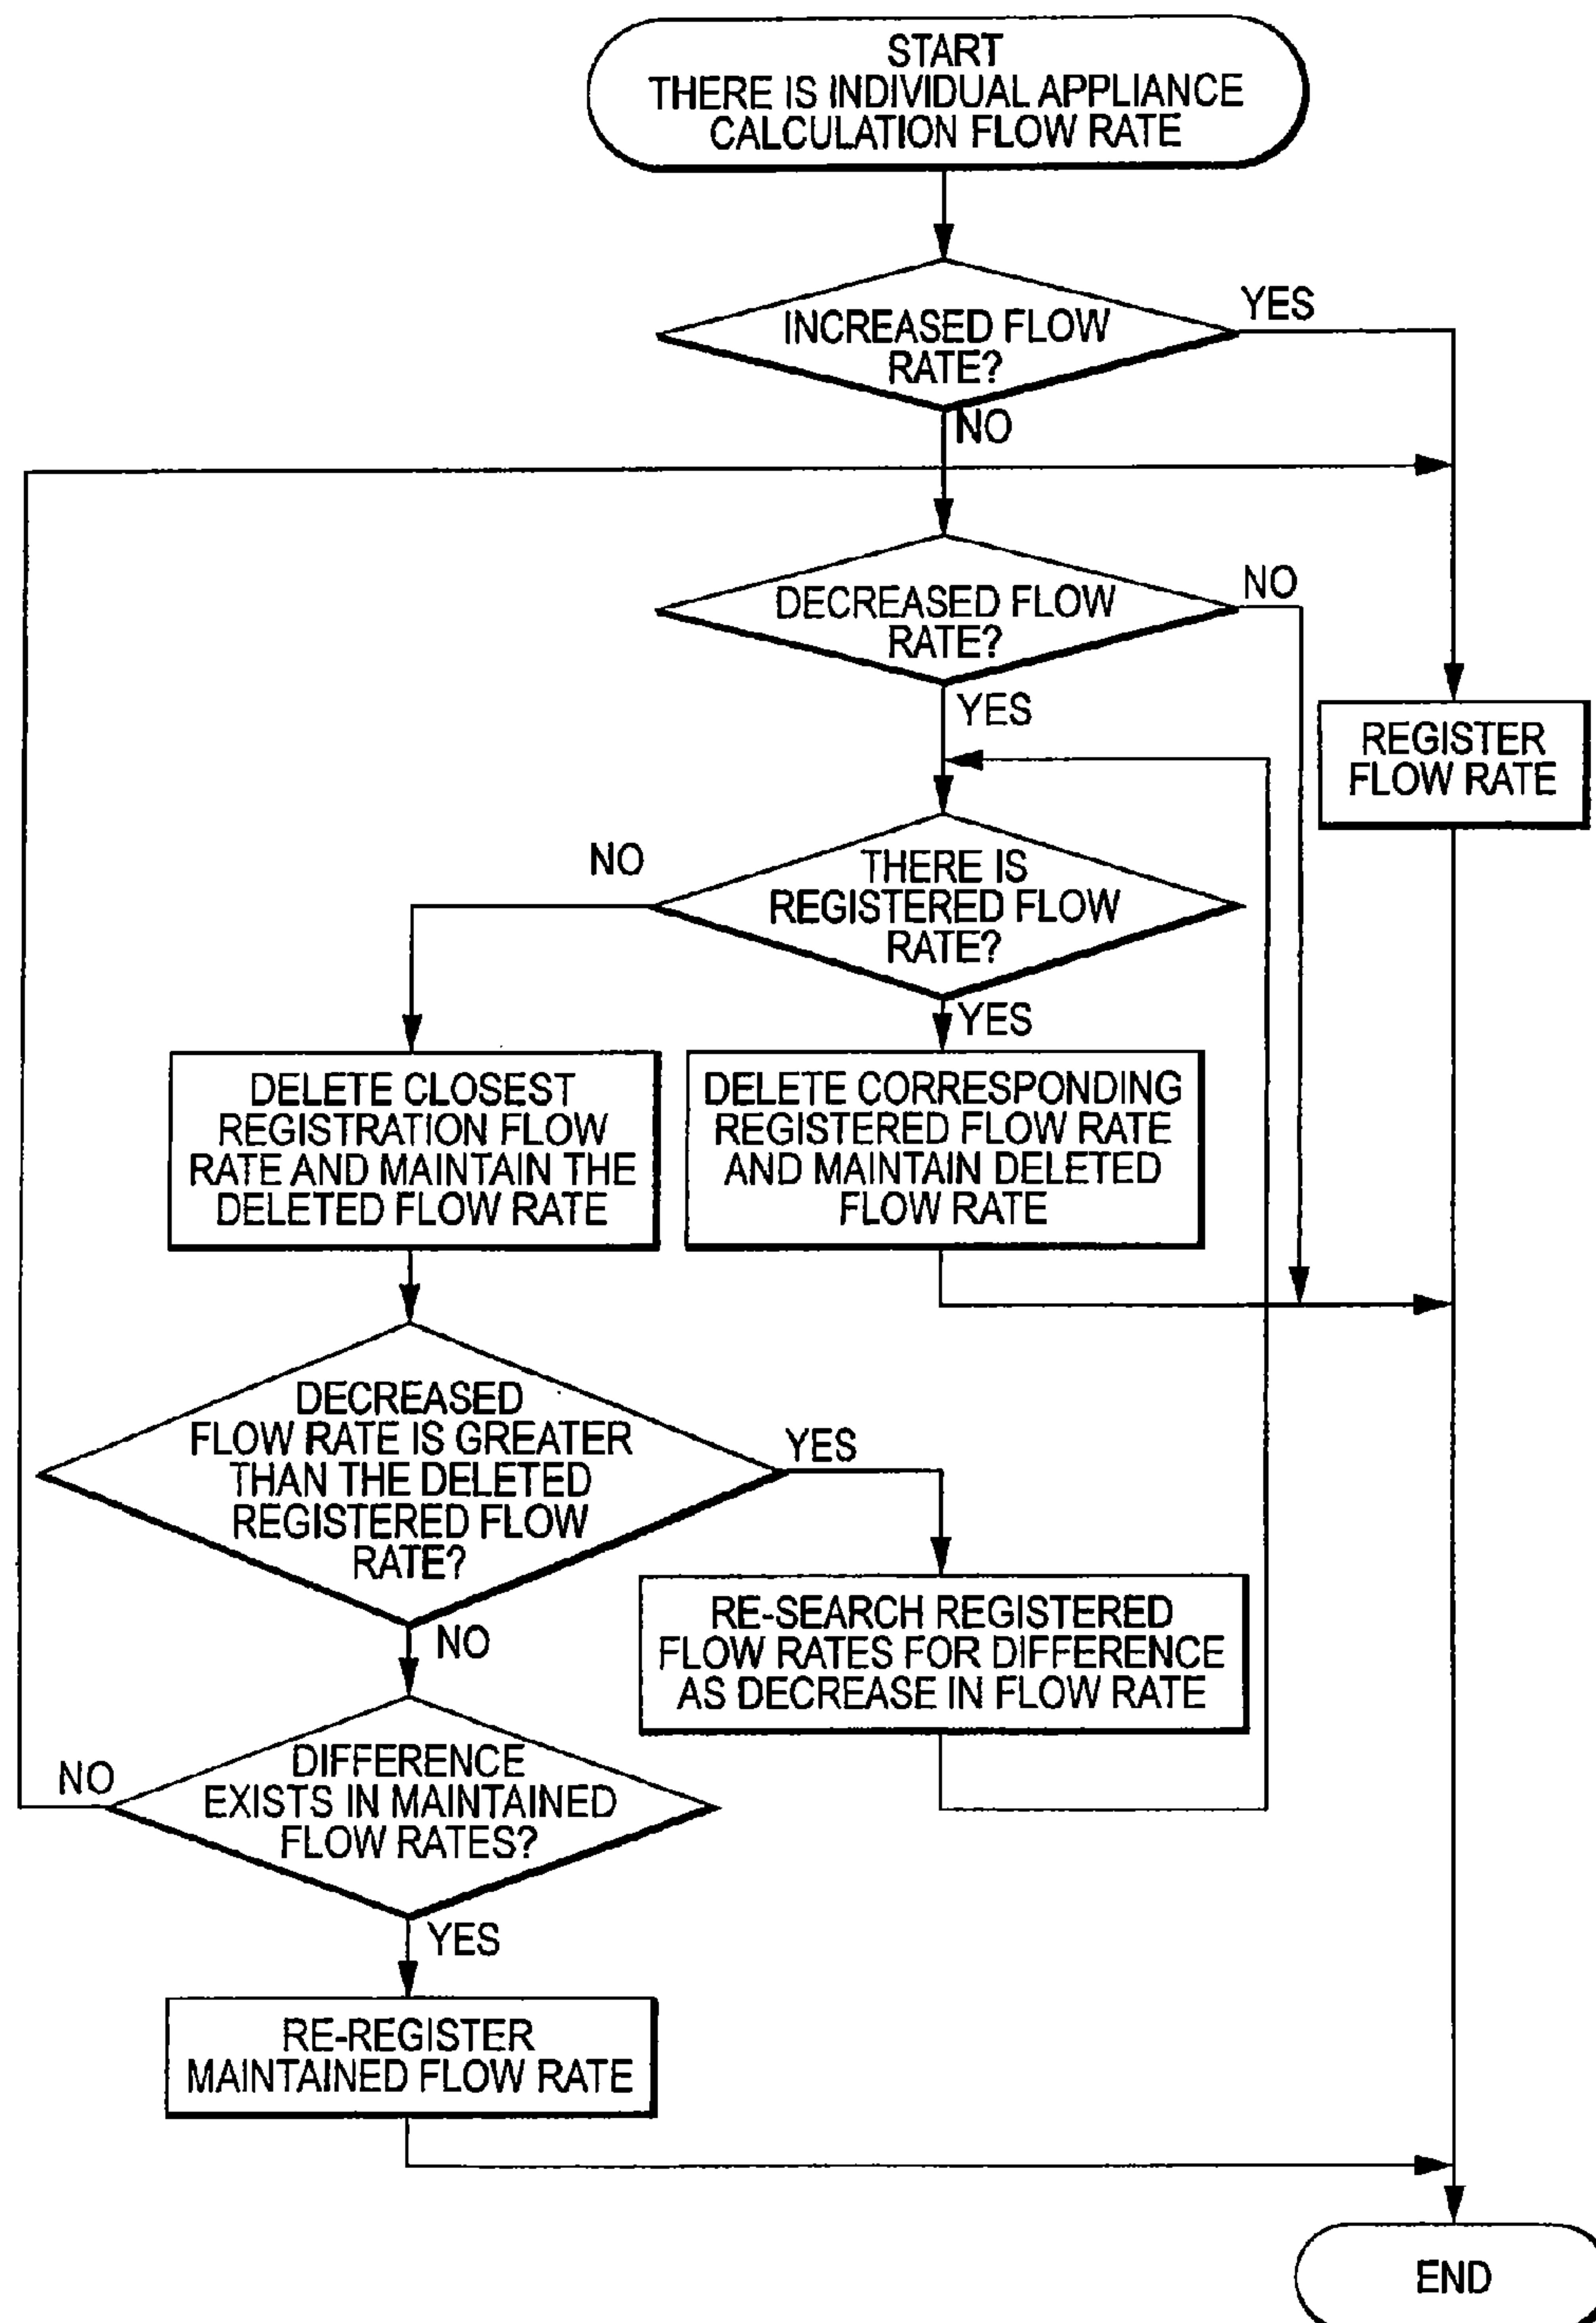 START
THERE IS INDIVIDUAL APPLIANCE
CALCULATION FLOW RATE
INCREASED FLOW
RATE?
YES
NO
DECREASED FLOW
RATE?
NO
YES
REGISTER
FLOW RATE
THERE IS
REGISTERED FLOW
RATE?
NO
YES
DELETE CLOSEST
REGISTRATION FLOW
RATE AND MAINTAIN THE
DELETED FLOW RATE
DELETE CORRESPONDING
REGISTERED FLOW RATE
AND MAINTAIN DELETED
FLOW RATE
DECREASED
FLOW RATE IS GREATER
THAN THE DELETED
REGISTERED FLOW
RATE?
YES
NO
RE-SEARCH REGISTERED
FLOW RATES FOR DIFFERENCE
AS DECREASE IN FLOW RATE
DIFFERENCE
EXISTS IN MAINTAINED
FLOW RATES?
NO
YES
RE-REGISTER
MAINTAINED FLOW RATE
END